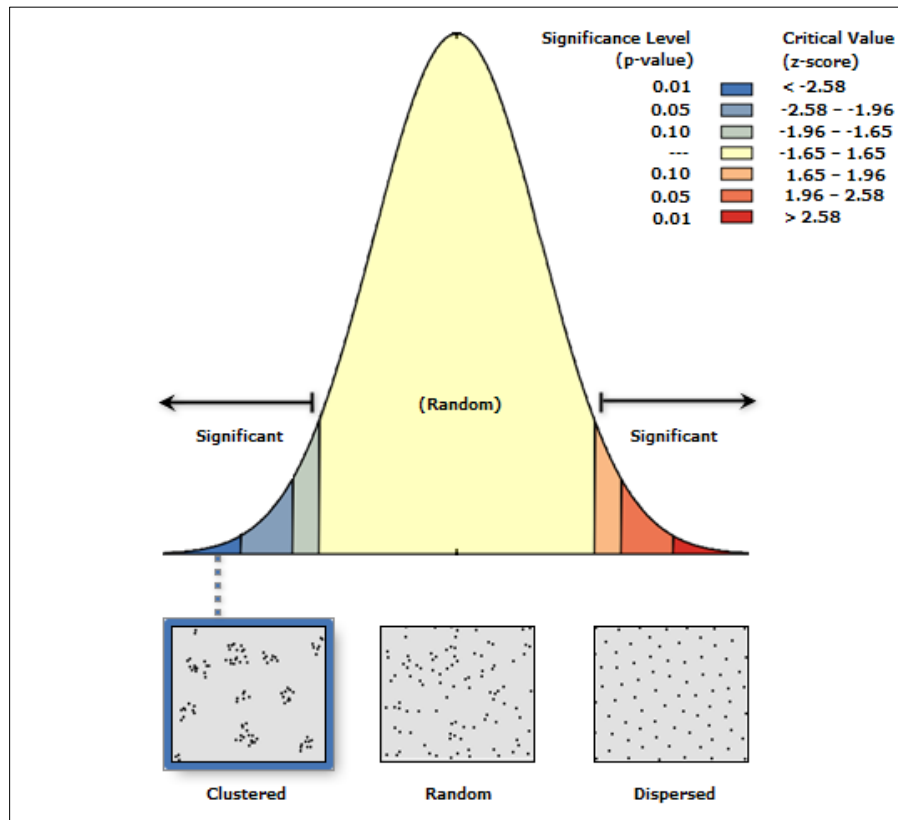 Significance Level Critical Value
(p-value) (z-score)
0.01 < -2.58
0.05 -2.58 – -1.96
0.10 -1.96 – -1.65
--- -1.65 – 1.65
0.10 1.65 – 1.96
0.05 1.96 – 2.58
0.01 > 2.58
(Random)
Significant Significant
Clustered Random Dispersed